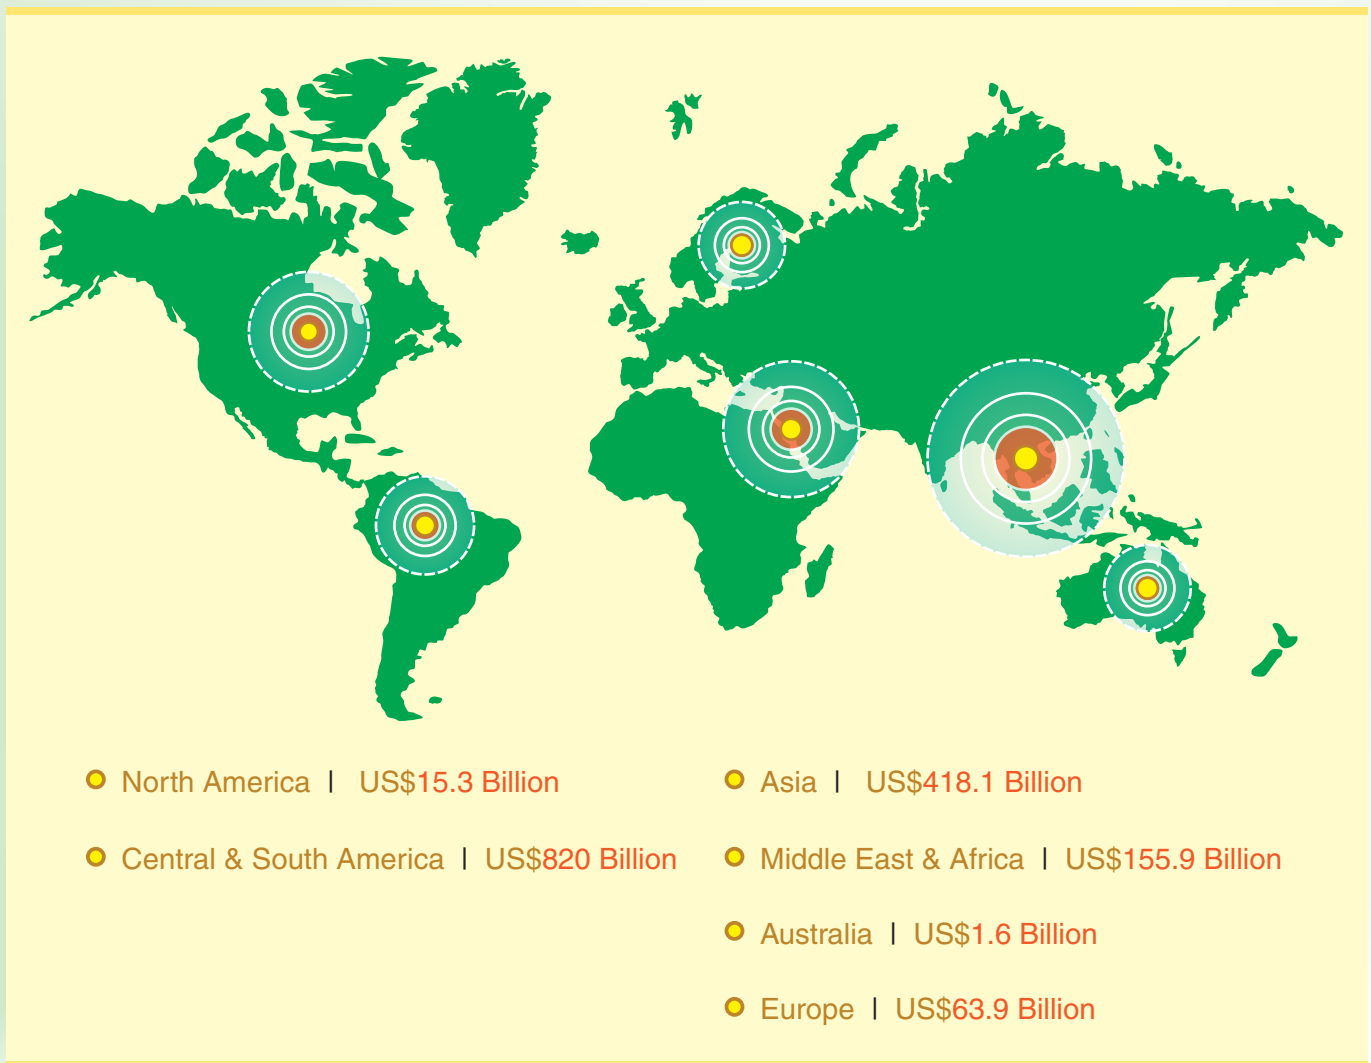 North America | US$15.3 Billion
Central & South America | US$820 Billion
Asia | US$418.1 Billion
Middle East & Africa | US$155.9 Billion
Australia | US$1.6 Billion
Europe | US$63.9 Billion